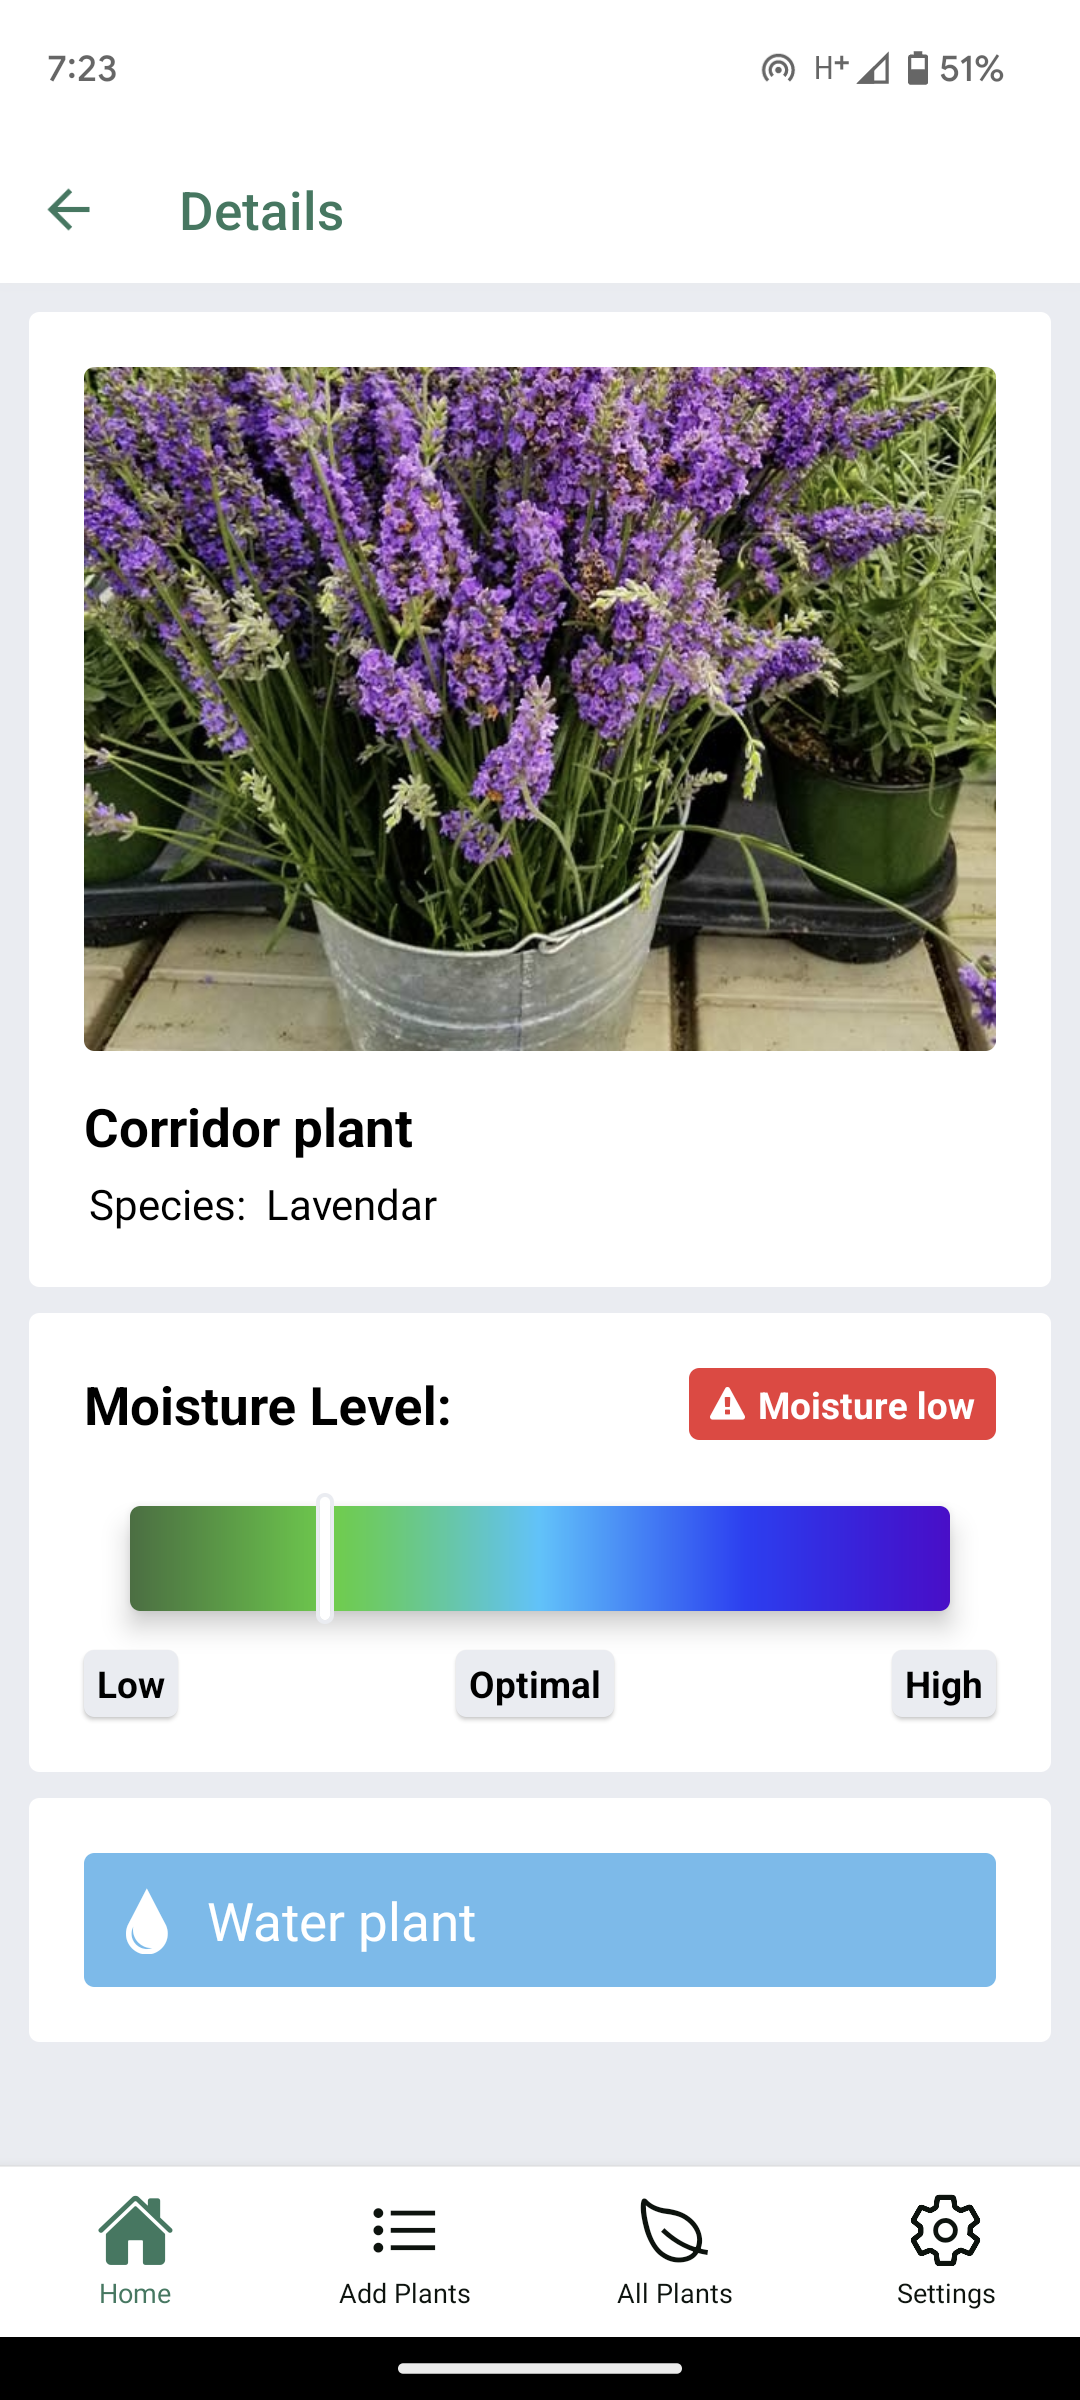 7:23 H+ 51%
Details
Corridor plant
Species: Lavendar
Moisture Level: Moisture low
Low Optimal High
Water plant
Home Add Plants All Plants Settings